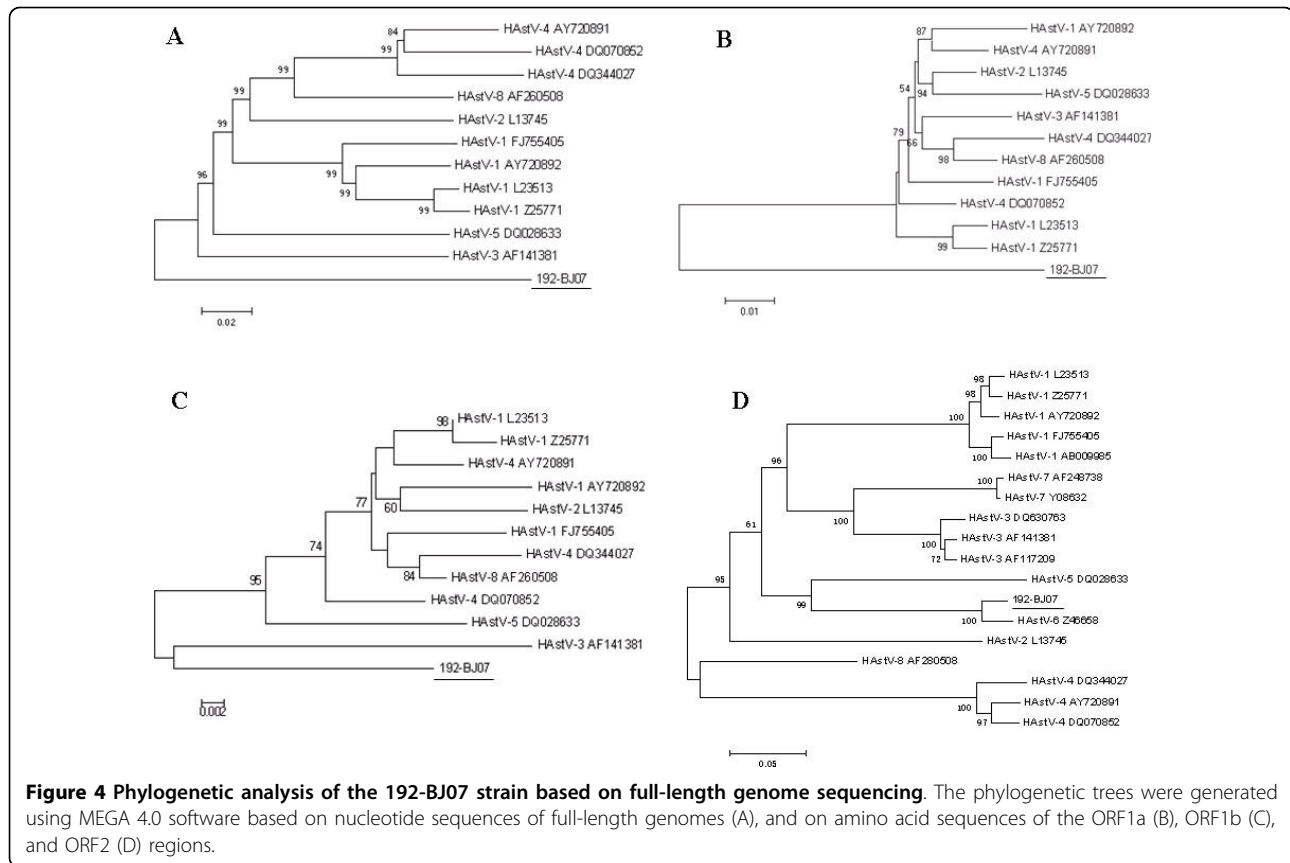 A
84
HAstV-4 AY720891
99
HAstV-4 DQ070852
HAstV-4 DQ344027
99
HAstV-8 AF260508
99
HAstV-2 L13745
99
HAstV-1 FJ755405
HAstV-1 AY720892
99
99
HAstV-1 L23513
99
HAstV-1 Z25771
96
HAstV-5 DQ028633
HAstV-3 AF141381
192-BJ07
0.02
B
87
HAstV-1 AY720892
HAstV-4 AY720891
HAstV-2 L13745
54
94
HAstV-5 DQ028633
HAstV-3 AF141381
79
66
HAstV-4 DQ344027
98
HAstV-8 AF260508
HAstV-1 FJ755405
HAstV-4 DQ070852
HAstV-1 L23513
99
HAstV-1 Z25771
192-BJ07
0.01
C
98
HAstV-1 L23513
HAstV-1 Z25771
HAstV-4 AY720891
77
HAstV-1 AY720892
60
HAstV-2 L13745
HAstV-1 FJ755405
74
HAstV-4 DQ344027
84
HAstV-8 AF260508
95
HAstV-4 DQ070852
HAstV-5 DQ028633
HAstV-3 AF141381
192-BJ07
0.002
D
98
HAstV-1 L23513
98
HAstV-1 Z25771
100
HAstV-1 AY720892
HAstV-1 FJ755405
100
HAstV-1 AB009985
96
100
HAstV-7 AF248738
HAstV-7 Y08632
100
HAstV-3 DQ630763
100
HAstV-3 AF141381
72
HAstV-3 AF117209
61
HAstV-5 DQ028633
99
192-BJ07
100
HAstV-6 Z46658
95
HAstV-2 L13745
HAstV-8 AF260508
HAstV-4 DQ344027
100
HAstV-4 AY720891
97
HAstV-4 DQ070852
0.05
Figure 4 Phylogenetic analysis of the 192-BJ07 strain based on full-length genome sequencing. The phylogenetic trees were generated
using MEGA 4.0 software based on nucleotide sequences of full-length genomes (A), and on amino acid sequences of the ORF1a (B), ORF1b (C),
and ORF2 (D) regions.